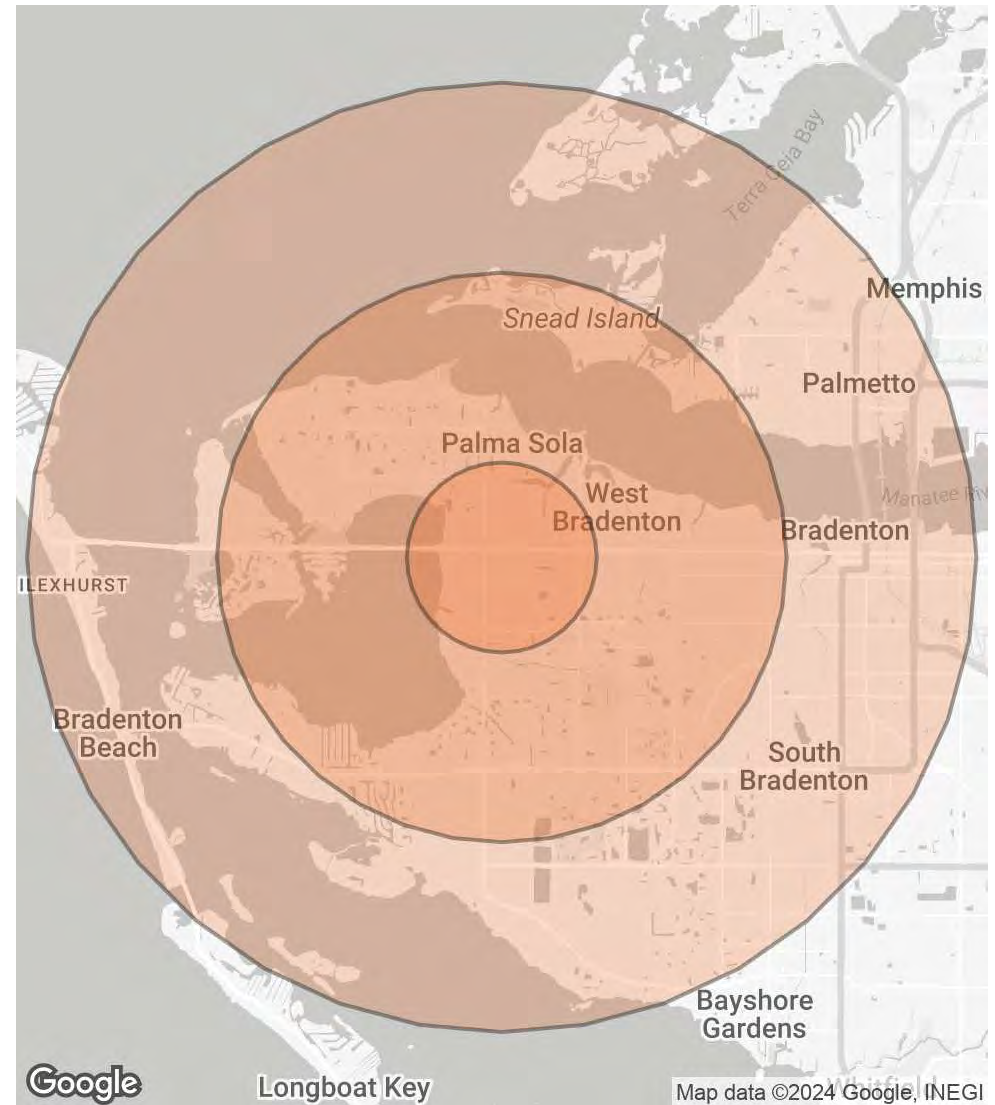 Terra Ceia Bay
Memphis
Snead Island
Palmetto
Palma Sola
West
Bradenton
Manatee Riv
Bradenton
ILEXHURST
Bradenton
Beach
South
Bradenton
Bayshore
Gardens
Google
Longboat Key
Whitfield
Map data ©2024 Google, INEGI